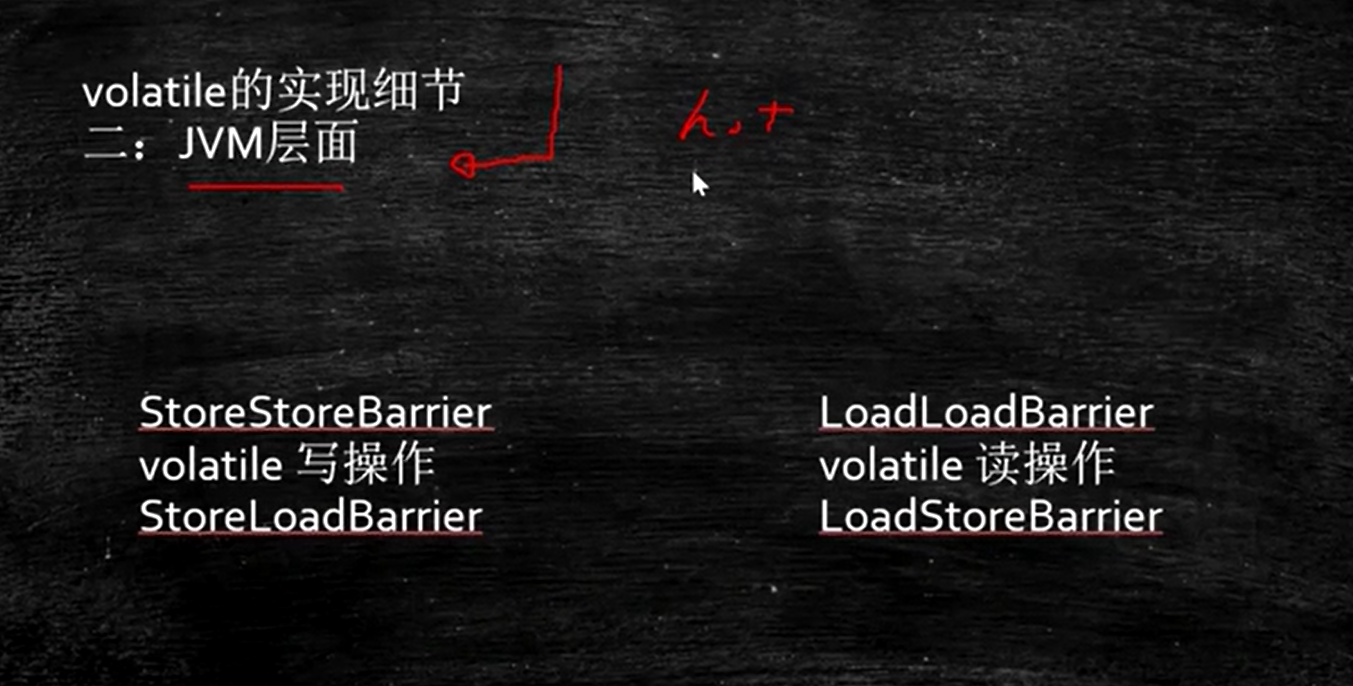 volatile的实现细节
二：JVM层面
StoreStoreBarrier
volatile 写操作
StoreLoadBarrier
LoadLoadBarrier
volatile 读操作
LoadStoreBarrier